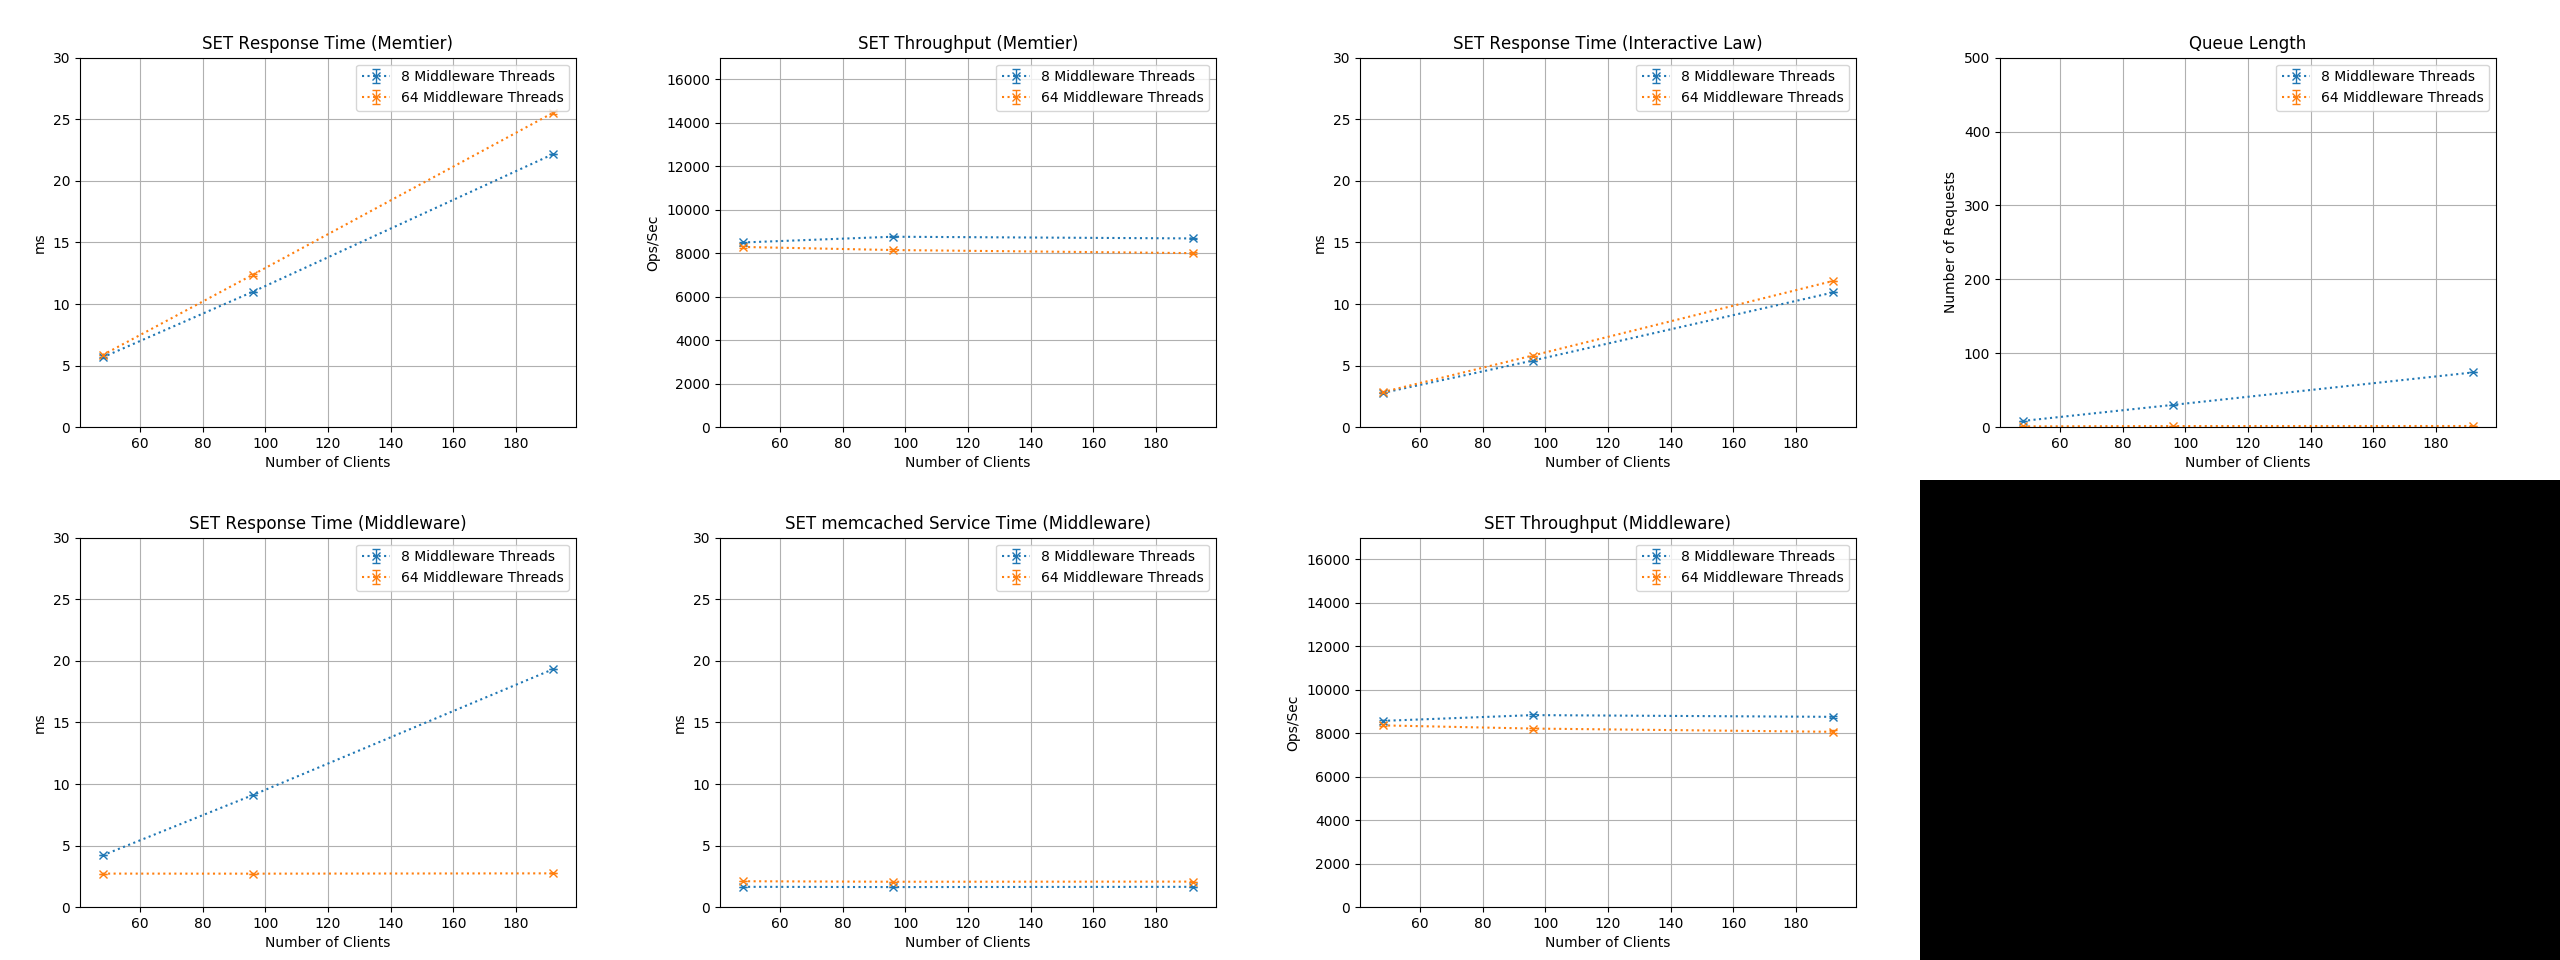 SET Response Time (Memtier)
30
25
20
15
10
5
0
ms
60 80 100 120 140 160 180
Number of Clients
8 Middleware Threads
64 Middleware Threads
SET Throughput (Memtier)
16000
14000
12000
10000
8000
6000
4000
2000
0
Ops/Sec
60 80 100 120 140 160 180
Number of Clients
8 Middleware Threads
64 Middleware Threads
SET Response Time (Interactive Law)
30
25
20
15
10
5
0
ms
60 80 100 120 140 160 180
Number of Clients
8 Middleware Threads
64 Middleware Threads
Queue Length
500
400
300
200
100
0
Number of Requests
60 80 100 120 140 160 180
Number of Clients
8 Middleware Threads
64 Middleware Threads
SET Response Time (Middleware)
30
25
20
15
10
5
0
ms
60 80 100 120 140 160 180
Number of Clients
8 Middleware Threads
64 Middleware Threads
SET memcached Service Time (Middleware)
30
25
20
15
10
5
0
ms
60 80 100 120 140 160 180
Number of Clients
8 Middleware Threads
64 Middleware Threads
SET Throughput (Middleware)
16000
14000
12000
10000
8000
6000
4000
2000
0
Ops/Sec
60 80 100 120 140 160 180
Number of Clients
8 Middleware Threads
64 Middleware Threads